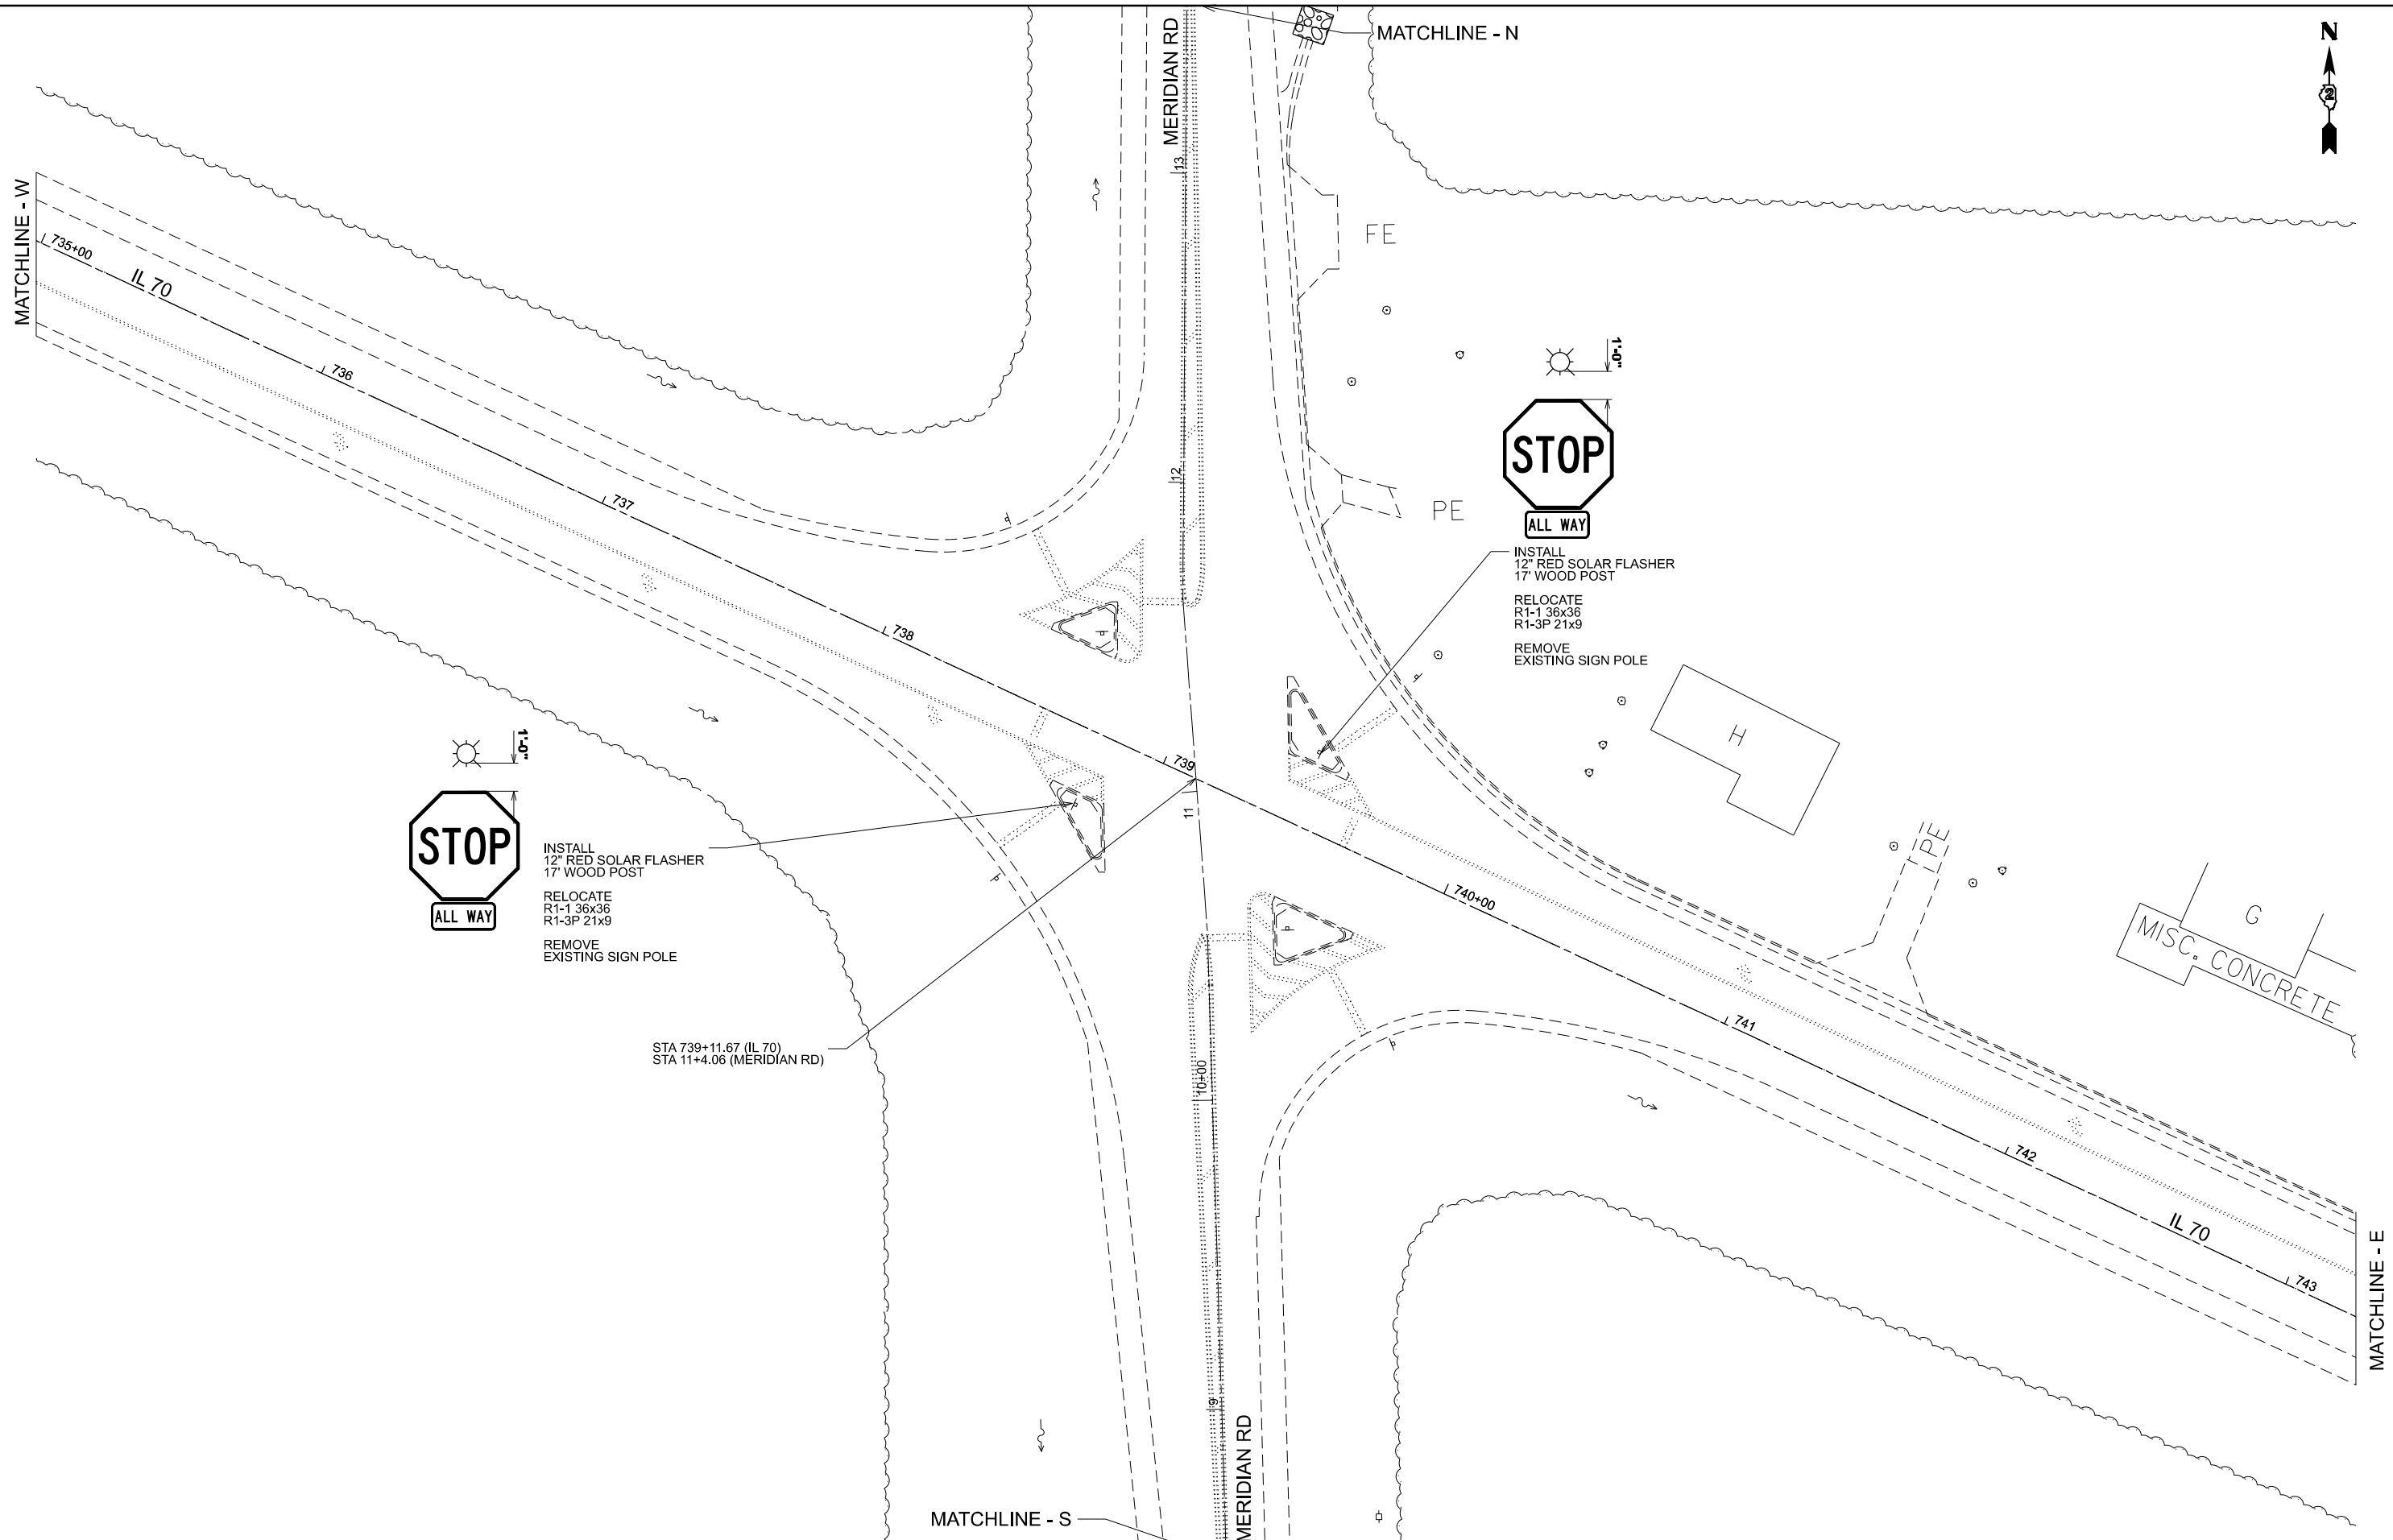 MATCHLINE - N
N
2
MERIDIAN RD
13
MATCHLINE - W
735+00
IL 70
FE
736
1'-0"
STOP
ALL WAY
12
737
PE
INSTALL
12" RED SOLAR FLASHER
17' WOOD POST
RELOCATE
R1-1 36x36
R1-3P 21x9
REMOVE
EXISTING SIGN POLE
738
H
739
1'-0"
STOP
ALL WAY
INSTALL
12" RED SOLAR FLASHER
17' WOOD POST
RELOCATE
R1-1 36x36
R1-3P 21x9
REMOVE
EXISTING SIGN POLE
11
PE
740+00
G
MISC. CONCRETE
STA 739+11.67 (IL 70)
STA 11+4.06 (MERIDIAN RD)
741
10+00
742
IL 70
743
MATCHLINE - E
9
MERIDIAN RD
MATCHLINE - S